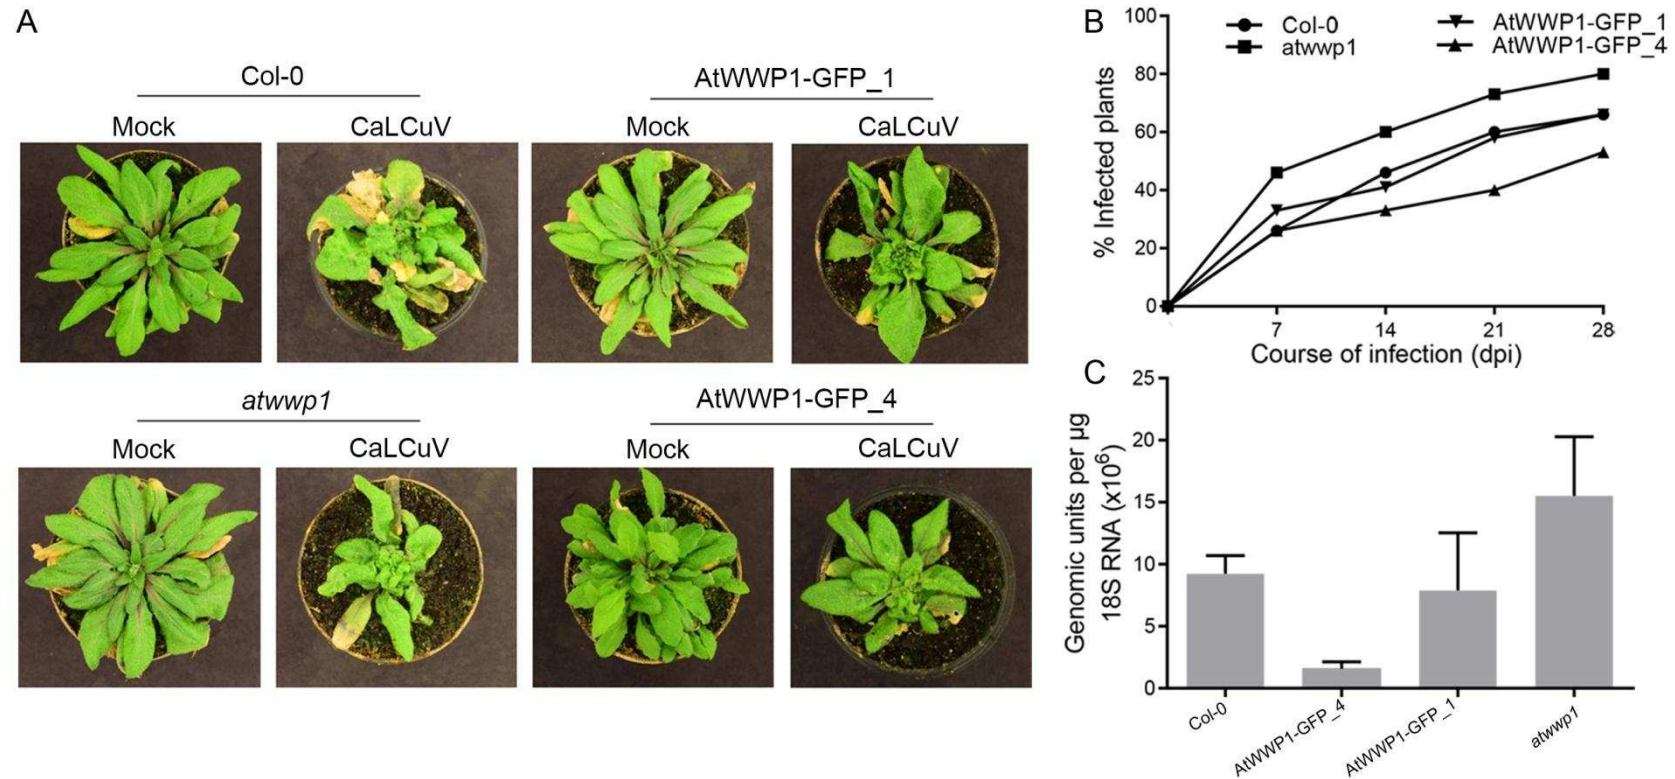 A
Col-0
AtWWP1-GFP_1
Mock
CaLCuV
Mock
CaLCuV
atwwp1
AtWWP1-GFP_4
Mock
CaLCuV
Mock
CaLCuV
B
100
80
60
40
20
0
% Infected plants
Col-0
atwwp1
AtWWP1-GFP_1
AtWWP1-GFP_4
7 14 21 28
Course of infection (dpi)
C
25
20
15
10
5
0
Genomic units per µg
18S RNA (x10⁶)
Col-0
AtWWP1-GFP_4
AtWWP1-GFP_1
atwwp1